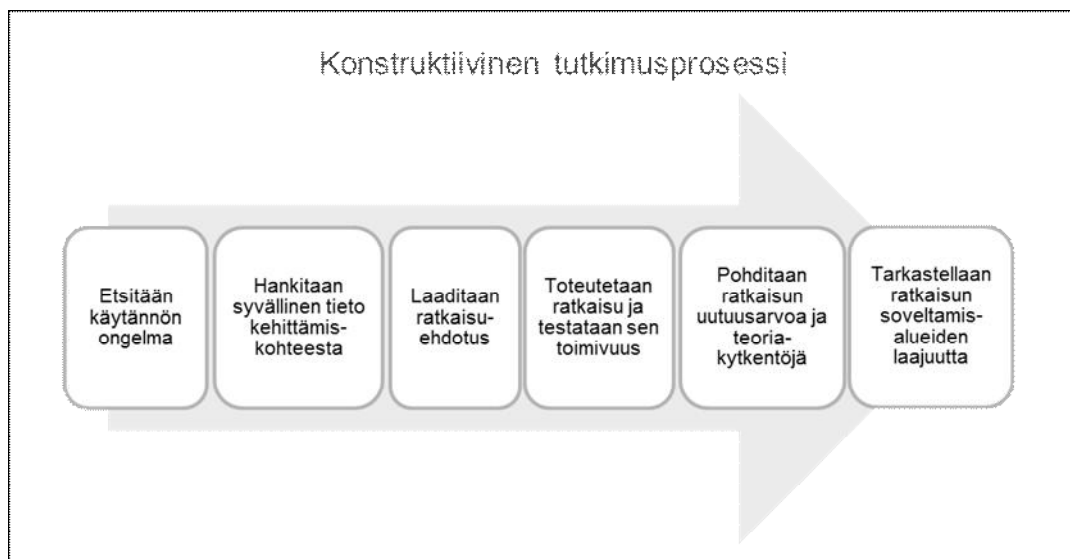 Konstruktiivinen tutkimusprosessi
Etsitään
käytännön
ongelma
Hankitaan
syvällinen tieto
kehittämis-
kohteesta
Laaditaan
ratkaisu-
ehdotus
Toteutetaan
ratkaisu ja
testataan sen
toimivuus
Pohditaan
ratkaisun
uutuusarvoa ja
teoria-
kytkentöjä
Tarkastellaan
ratkaisun
soveltamis-
alueiden
laajuutta